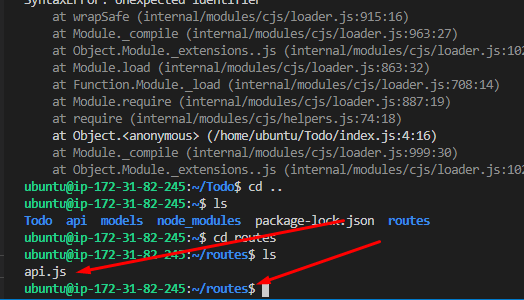 SyntaxError: Unexpected identifier
at wrapSafe (internal/modules/cjs/loader.js:915:16)
at Module._compile (internal/modules/cjs/loader.js:963:27)
at Object.Module._extensions..js (internal/modules/cjs/loader.js:102
at Module.load (internal/modules/cjs/loader.js:863:32)
at Function.Module._load (internal/modules/cjs/loader.js:708:14)
at Module.require (internal/modules/cjs/loader.js:887:19)
at require (internal/modules/cjs/helpers.js:74:18)
at Object.<anonymous> (/home/ubuntu/Todo/index.js:4:16)
at Module._compile (internal/modules/cjs/loader.js:999:30)
at Object.Module._extensions..js (internal/modules/cjs/loader.js:102
ubuntu@ip-172-31-82-245:~/Todo$ cd ..
ubuntu@ip-172-31-82-245:~$ ls
Todo api models node_modules package-lock.json routes
ubuntu@ip-172-31-82-245:~$ cd routes
ubuntu@ip-172-31-82-245:~/routes$ ls
api.js
ubuntu@ip-172-31-82-245:~/routes$